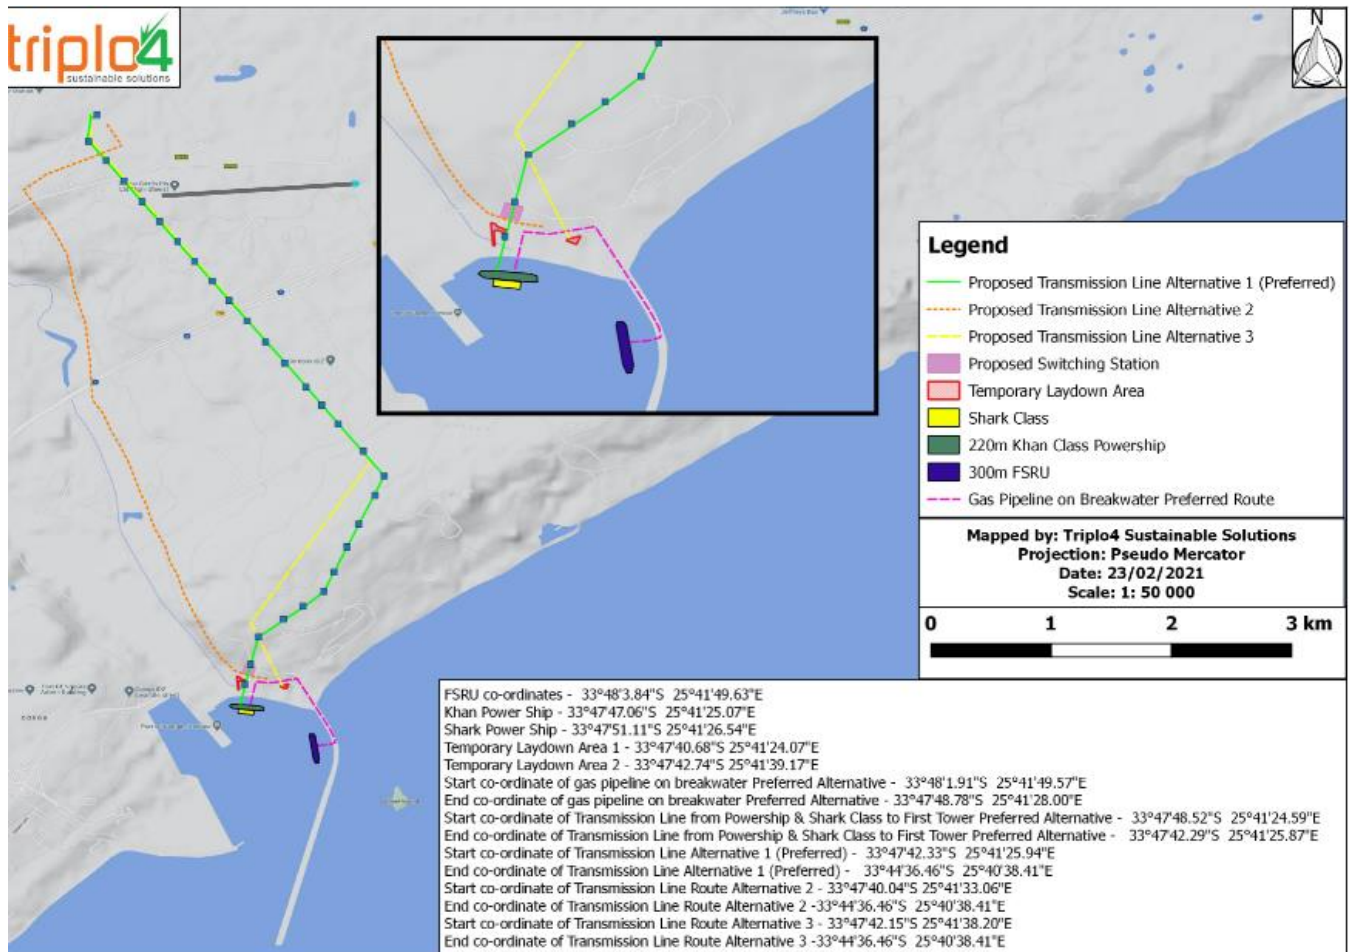 triplo4
sustainable solutions
N
Legend
Proposed Transmission Line Alternative 1 (Preferred)
Proposed Transmission Line Alternative 2
Proposed Transmission Line Alternative 3
Proposed Switching Station
Temporary Laydown Area
Shark Class
220m Khan Class Powership
300m FSRU
Gas Pipeline on Breakwater Preferred Route
Mapped by: Triplo4 Sustainable Solutions
Projection: Pseudo Mercator
Date: 23/02/2021
Scale: 1: 50 000
0 1 2 3 km
FSRU co-ordinates - 33°48'3.84"S 25°41'49.63"E
Khan Power Ship - 33°47'47.06"S 25°41'25.07"E
Shark Power Ship - 33°47'51.11"S 25°41'26.54"E
Temporary Laydown Area 1 - 33°47'40.68"S 25°41'24.07"E
Temporary Laydown Area 2 - 33°47'42.74"S 25°41'39.17"E
Start co-ordinate of gas pipeline on breakwater Preferred Alternative - 33°48'1.91"S 25°41'49.57"E
End co-ordinate of gas pipeline on breakwater Preferred Alternative - 33°47'48.78"S 25°41'28.00"E
Start co-ordinate of Transmission Line from Powership & Shark Class to First Tower Preferred Alternative - 33°47'48.52"S 25°41'24.59"E
End co-ordinate of Transmission Line from Powership & Shark Class to First Tower Preferred Alternative - 33°47'42.29"S 25°41'25.87"E
Start co-ordinate of Transmission Line Alternative 1 (Preferred) - 33°47'42.33"S 25°41'25.94"E
End co-ordinate of Transmission Line Alternative 1 (Preferred) - 33°44'36.46"S 25°40'38.41"E
Start co-ordinate of Transmission Line Route Alternative 2 - 33°47'40.04"S 25°41'33.06"E
End co-ordinate of Transmission Line Route Alternative 2 -33°44'36.46"S 25°40'38.41"E
Start co-ordinate of Transmission Line Route Alternative 3 - 33°47'42.15"S 25°41'38.20"E
End co-ordinate of Transmission Line Route Alternative 3 -33°44'36.46"S 25°40'38.41"E